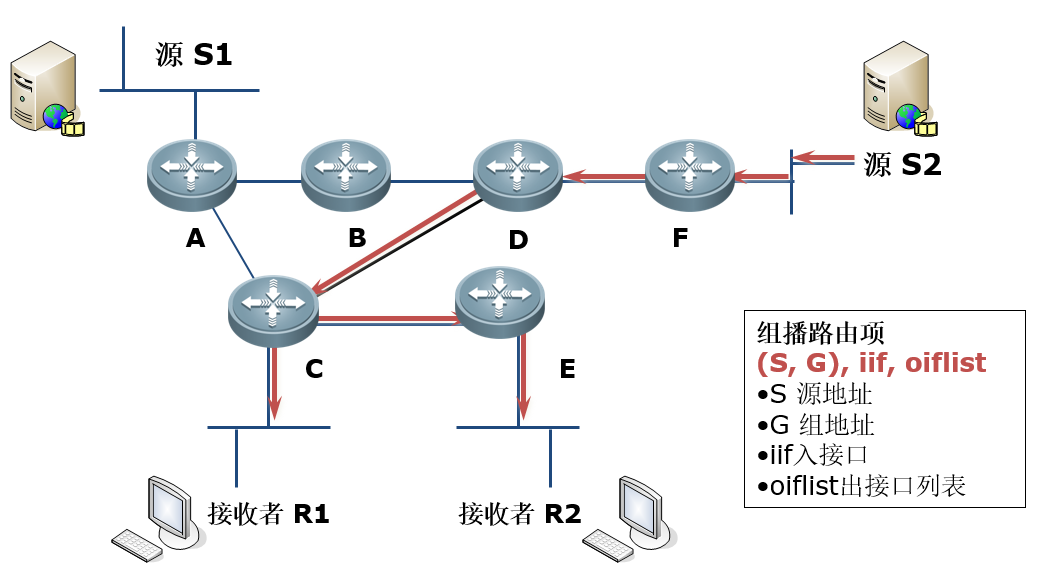 源 S1
源 S2
A
B
D
F
C
E
组播路由项
(S, G), iif, oiflist
•S 源地址
•G 组地址
•iif入接口
•oiflist出接口列表
接收者 R1
接收者 R2